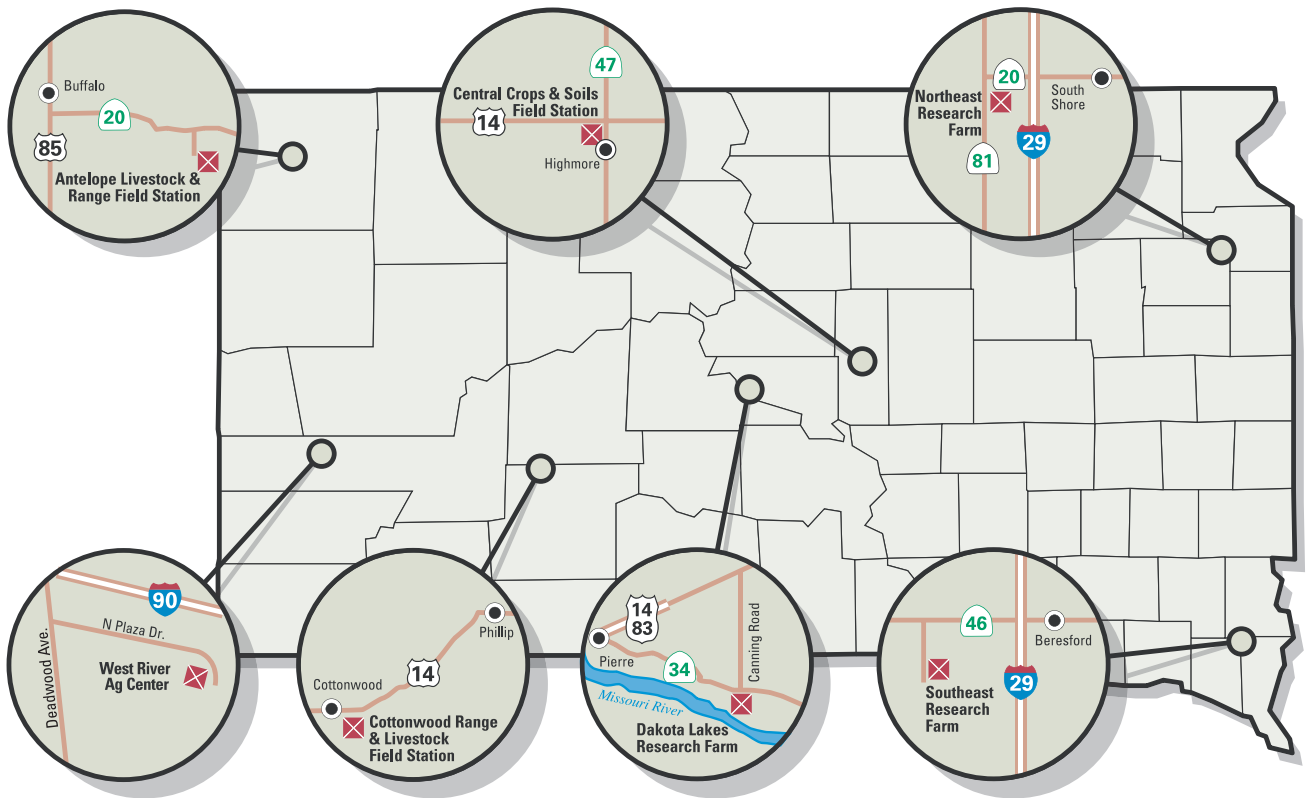 Buffalo
20
85
Antelope Livestock &
Range Field Station
47
Central Crops & Soils
Field Station
14
Highmore
20
Northeast
Research
Farm
South
Shore
81
29
90
N Plaza Dr.
Deadwood Ave.
West River
Ag Center
Phillip
14
Cottonwood
Cottonwood Range
& Livestock
Field Station
14
83
Canning Road
Pierre
34
Missouri River
Dakota Lakes
Research Farm
46
Beresford
29
Southeast
Research
Farm